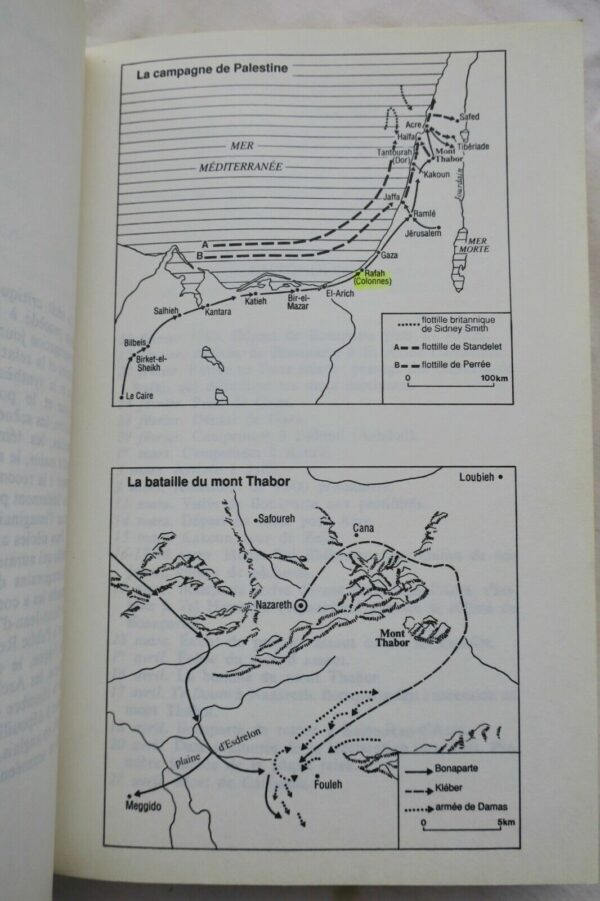 La campagne de Palestine
MER
MÉDITERRANÉE
Acre
Safed
Haïfa
Tibériade
Tantourah
(Dor)
Mont
Thabor
Kakoun
Jourdain
Jaffa
Ramlé
Jérusalem
MER
MORTE
A
B
Gaza
Rafah
(Colonnes)
El-Arich
Bir-el-
Mazar
Katieh
Kantara
Salhieh
Bilbeis
Birket-el-
Sheikh
Le Caire
flottille britannique
de Sidney Smith
A flottille de Standelet
B flottille de Perrée
0 100km
La bataille du mont Thabor
Loubieh
Safoureh
Cana
Nazareth
Mont
Thabor
plaine d'Esdrelon
Fouleh
Meggido
Bonaparte
Kléber
armée de Damas
0 5km